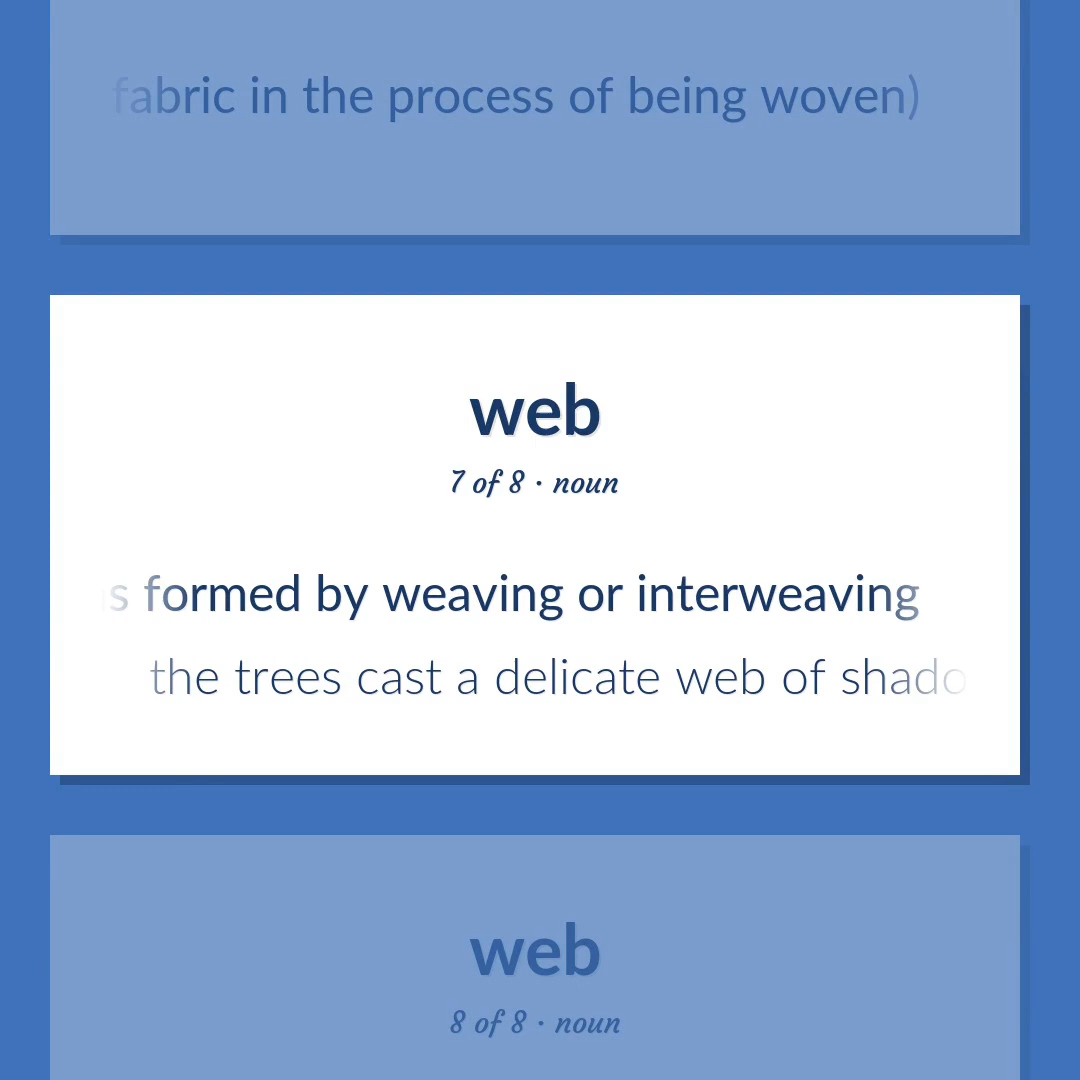 fabric in the process of being woven)
web
7 of 8 · noun
formed by weaving or interweaving
the trees cast a delicate web of
web
8 of 8 · noun